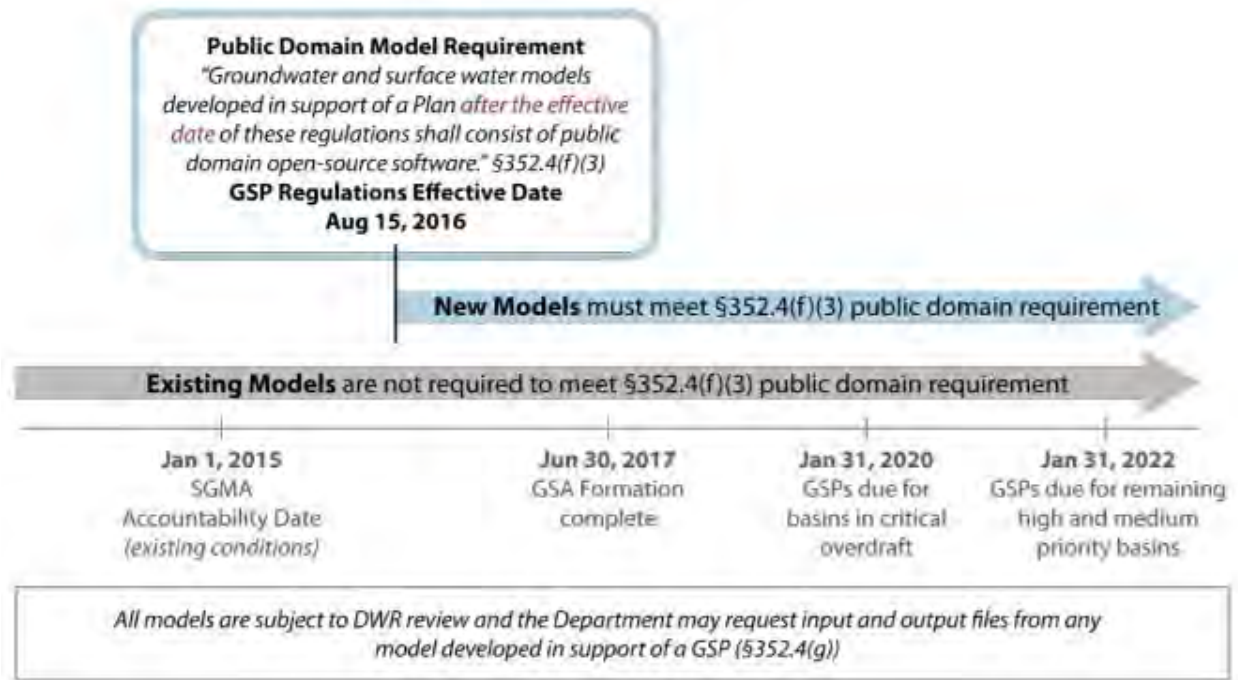 Public Domain Model Requirement
"Groundwater and surface water models
developed in support of a Plan after the effective
date of these regulations shall consist of public
domain open-source software." §352.4(f)(3)
GSP Regulations Effective Date
Aug 15, 2016
New Models must meet §352.4(f)(3) public domain requirement
Existing Models are not required to meet §352.4(f)(3) public domain requirement
Jan 1, 2015
SGMA
Accountability Date
(existing conditions)
Jun 30, 2017
GSA Formation
complete
Jan 31, 2020
GSPs due for
basins in critical
overdraft
Jan 31, 2022
GSPs due for remaining
high and medium
priority basins
All models are subject to DWR review and the Department may request input and output files from any
model developed in support of a GSP (§352.4(g))